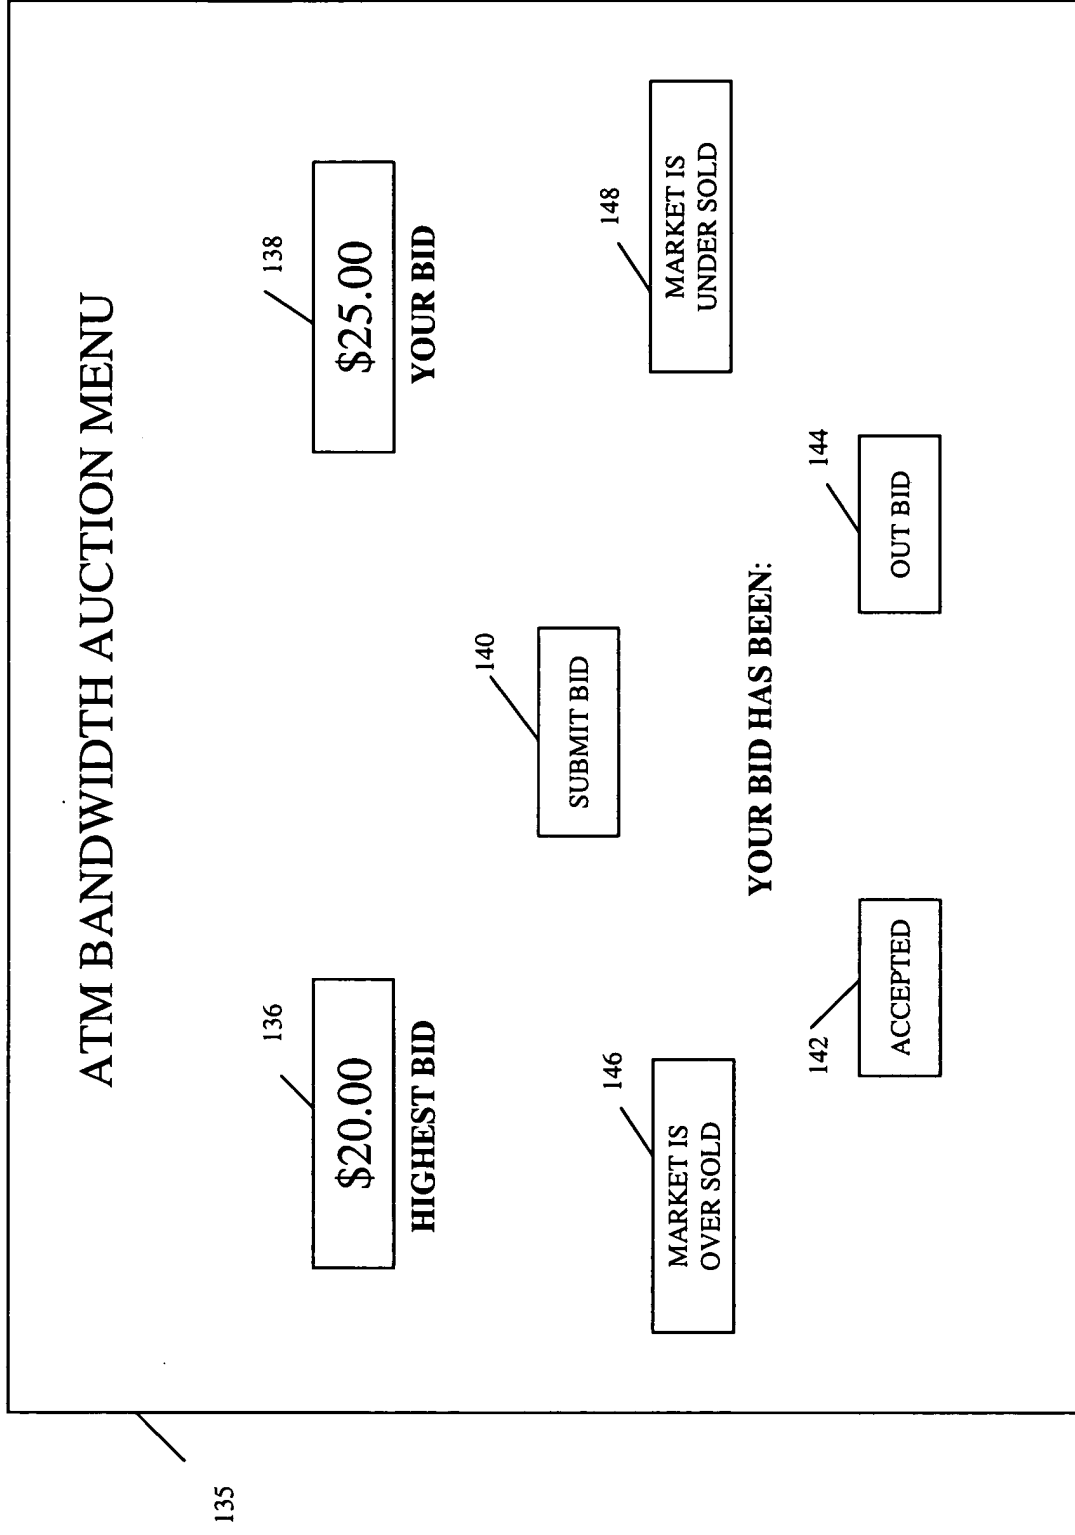 ATM BANDWIDTH AUCTION MENU
136
138
$20.00
$25.00
HIGHEST BID
YOUR BID
140
SUBMIT BID
146
148
MARKET IS
OVER SOLD
MARKET IS
UNDER SOLD
YOUR BID HAS BEEN:
142
144
ACCEPTED
OUT BID
135